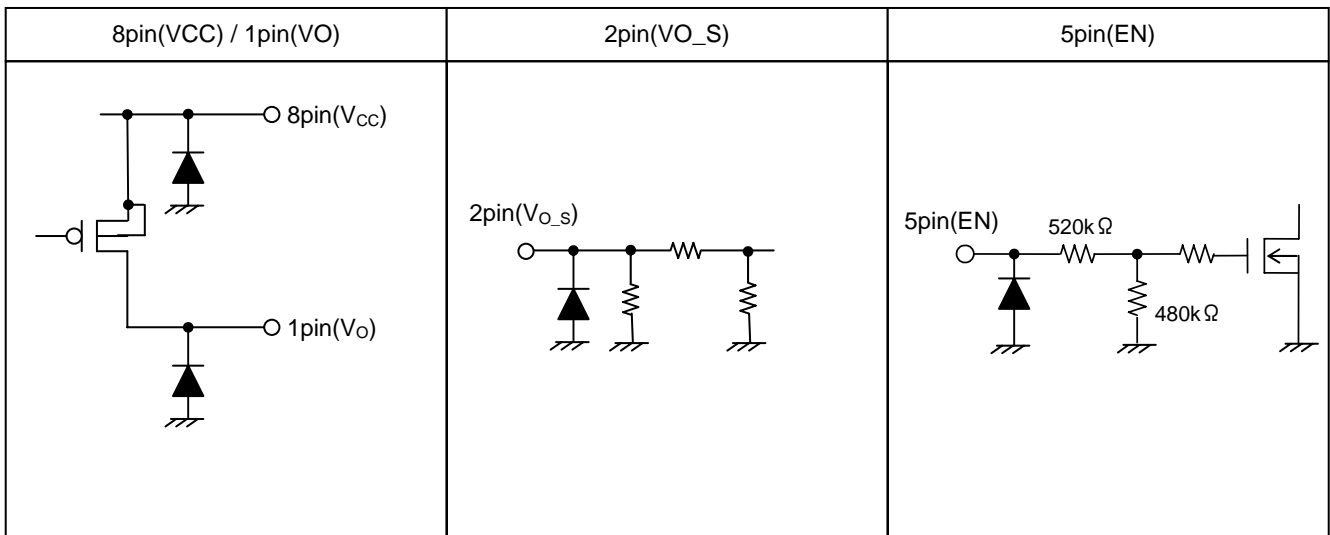 8pin(VCC) / 1pin(VO)
2pin(VO_S)
5pin(EN)
8pin(VCC)
1pin(VO)
2pin(VO_S)
5pin(EN)
520kΩ
480kΩ